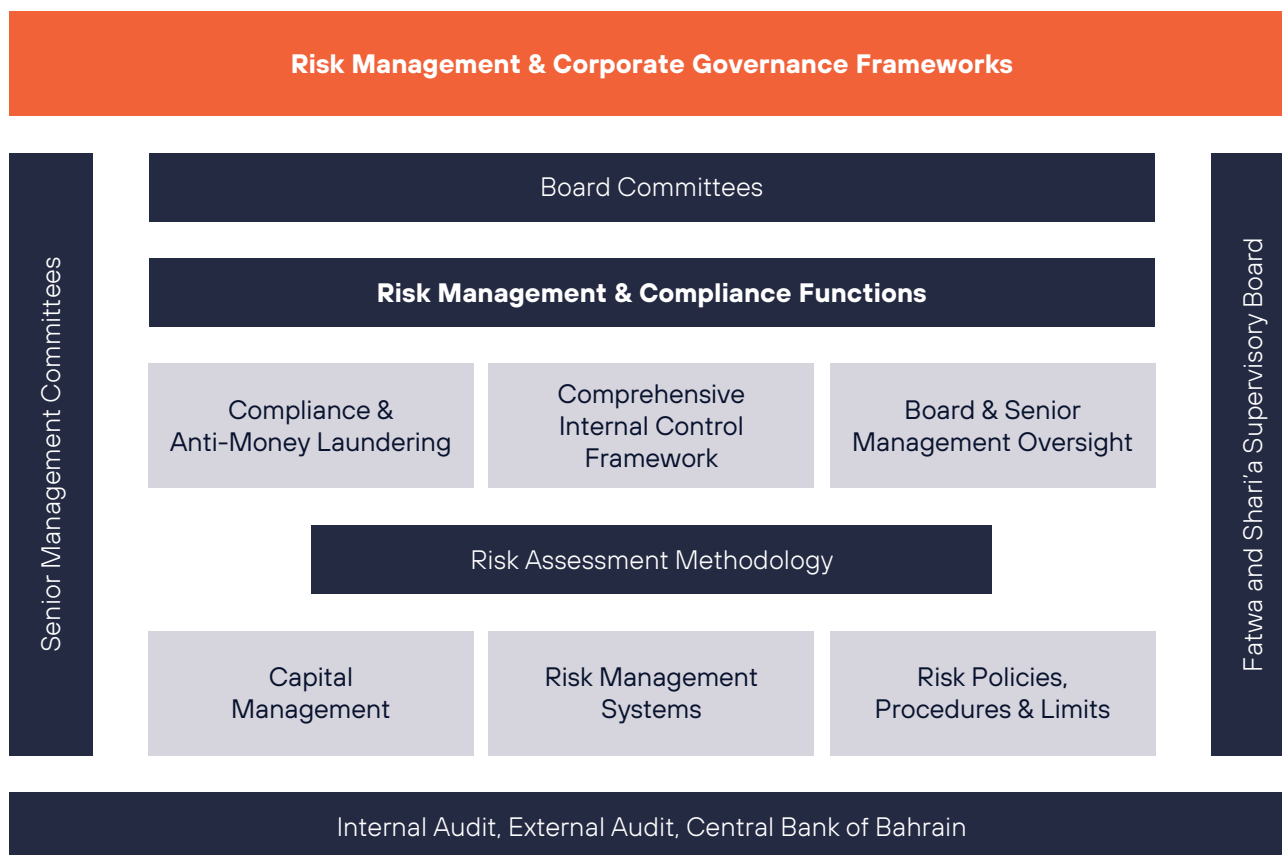 Risk Management & Corporate Governance Frameworks
Senior Management Committees
Board Committees
Risk Management & Compliance Functions
Compliance &
Anti-Money Laundering
Comprehensive
Internal Control
Framework
Board & Senior
Management Oversight
Risk Assessment Methodology
Capital
Management
Risk Management
Systems
Risk Policies,
Procedures & Limits
Fatwa and Shari’a Supervisory Board
Internal Audit, External Audit, Central Bank of Bahrain